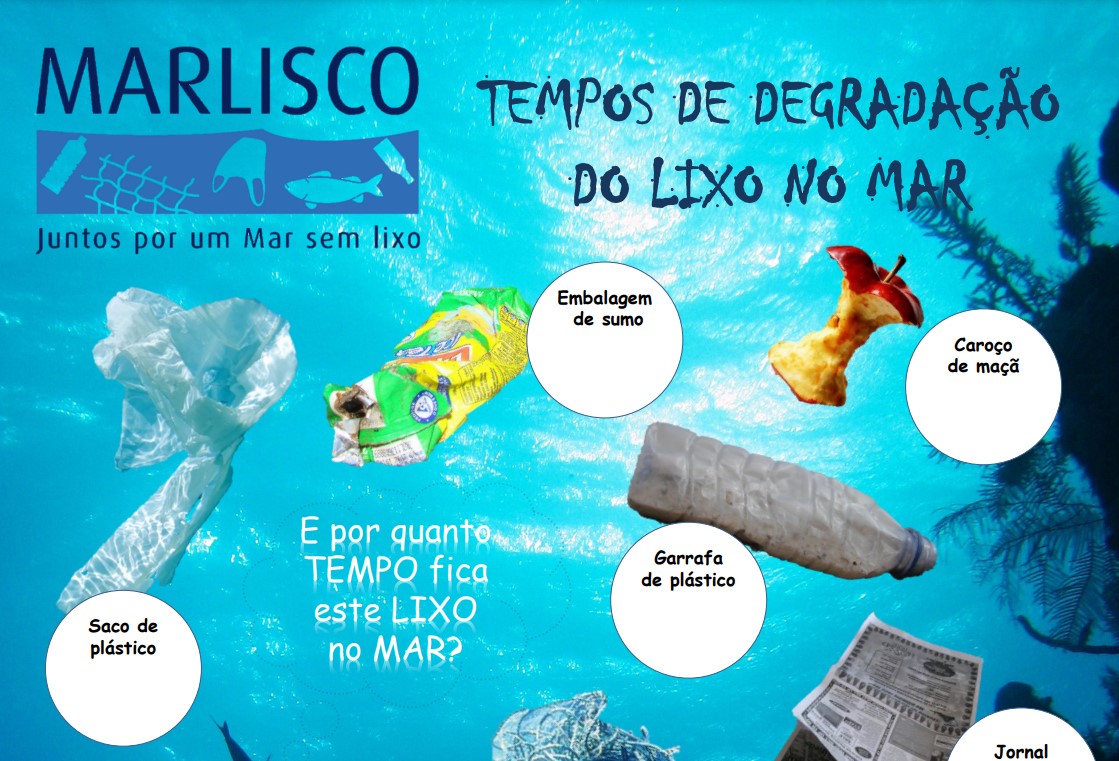 MARLISCO
Juntos por um Mar sem lixo
TEMPOS DE DEGRADAÇÃO
DO LIXO NO MAR
Embalagem
de sumo
Caroço
de maçã
E por quanto
TEMPO fica
este LIXO
no MAR?
Garrafa
de plástico
Saco de
plástico
Jornal